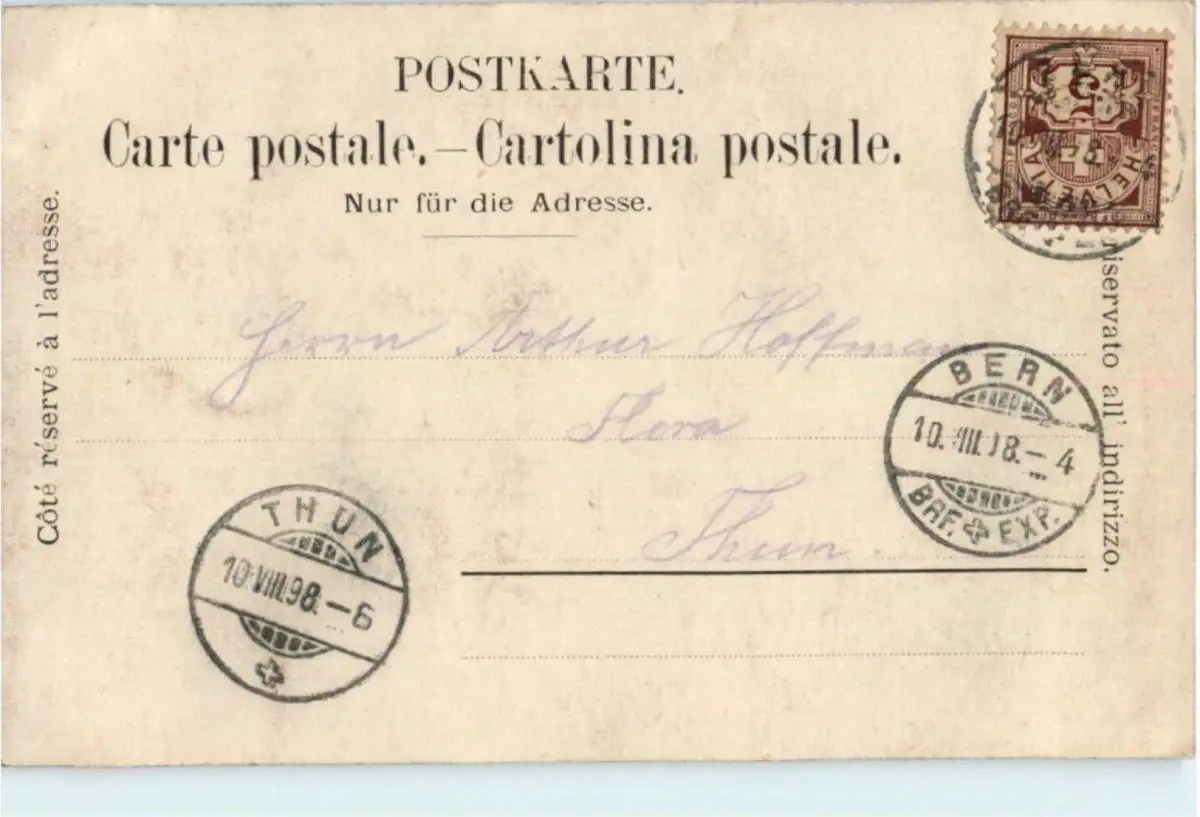 POSTKARTE.
Carte postale. – Cartolina postale.
Nur für die Adresse.
Côté réservé à l'adresse.
riservato all' indirizzo.
5
HELVETIA
Herrn Arthur Hoffmann
Flora
Thun.
BERN
10. VIII. 98. – 4
BRF. EXP.
THUN
10. VIII. 98. – 6